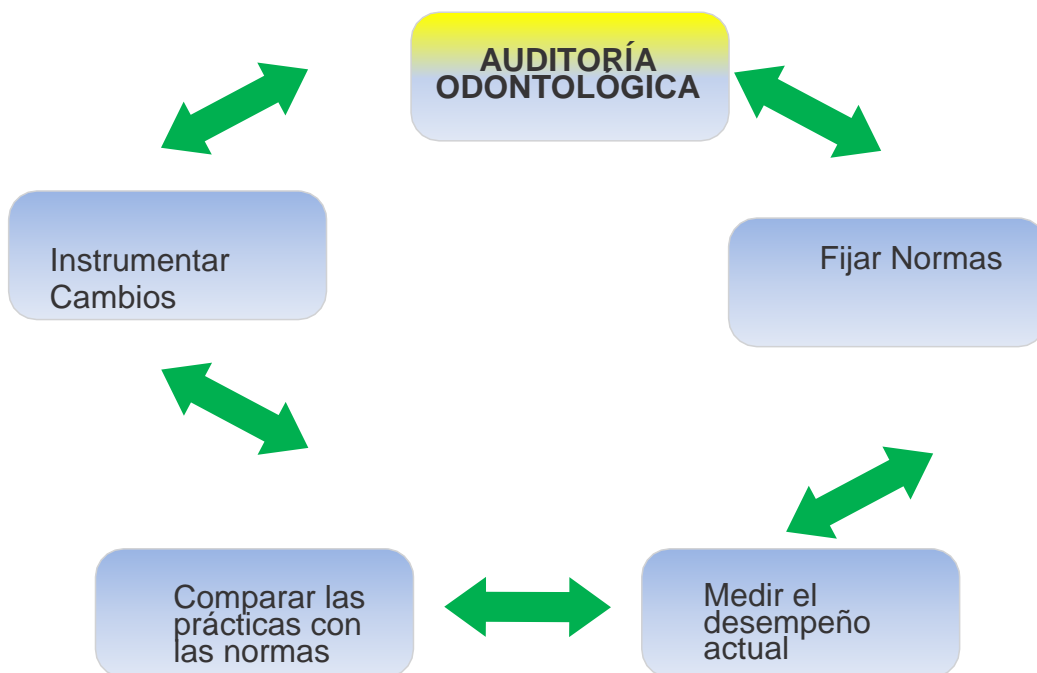 AUDITORÍA
ODONTOLÓGICA
Instrumentar
Cambios
Fijar Normas
Comparar las
prácticas con
las normas
Medir el
desempeño
actual